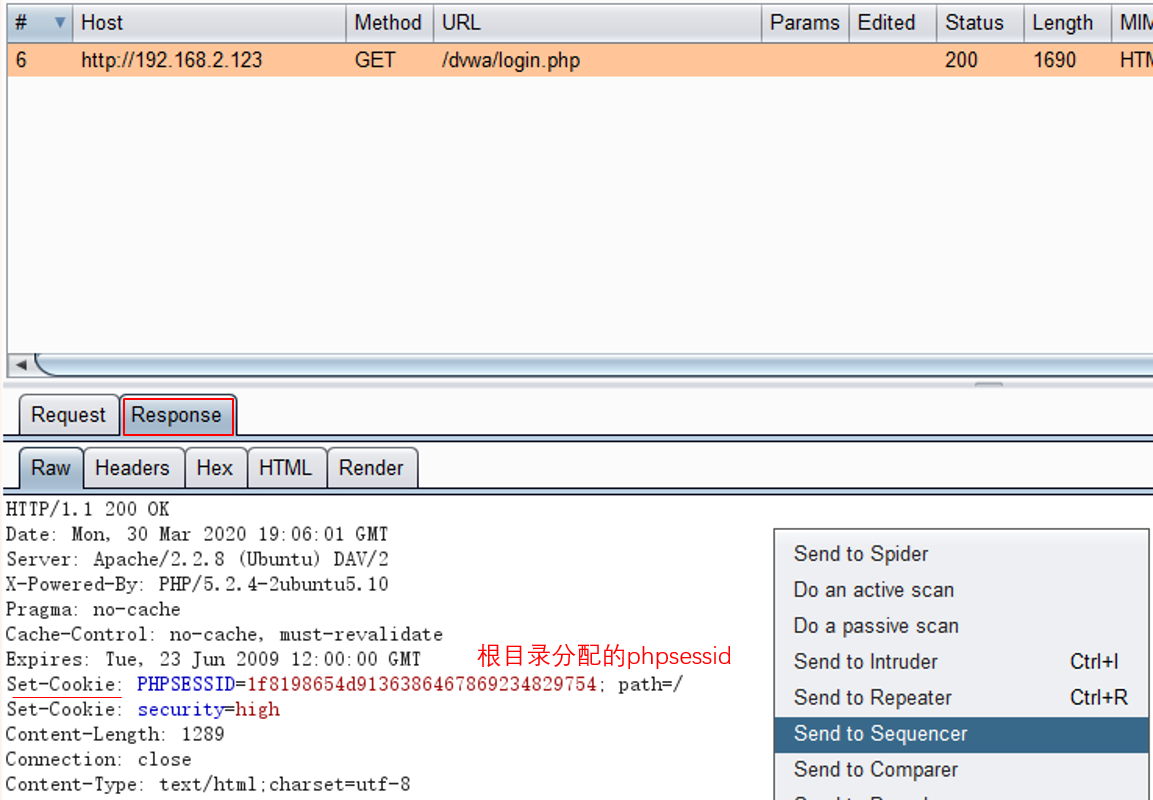 # Host Method URL Params Edited Status Length MIM
6 http://192.168.2.123 GET /dvwa/login.php 200 1690 HTM
Request Response
Raw Headers Hex HTML Render
HTTP/1.1 200 OK
Date: Mon, 30 Mar 2020 19:06:01 GMT
Server: Apache/2.2.8 (Ubuntu) DAV/2
X-Powered-By: PHP/5.2.4-2ubuntu5.10
Pragma: no-cache
Cache-Control: no-cache, must-revalidate
Expires: Tue, 23 Jun 2009 12:00:00 GMT
根目录分配的phpsessid
Set-Cookie: PHPSESSID=1f8198654d9136386467869234829754; path=/
Set-Cookie: security=high
Content-Length: 1289
Connection: close
Content-Type: text/html;charset=utf-8
Send to Spider
Do an active scan
Do a passive scan
Send to Intruder Ctrl+I
Send to Repeater Ctrl+R
Send to Sequencer
Send to Comparer